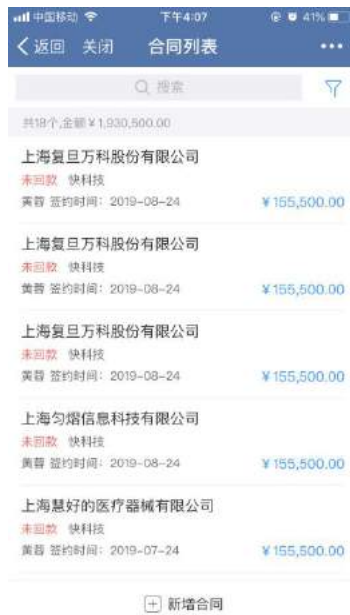 中国移动 下午4:07 41%
返回 关闭 合同列表
搜索
共18个,金额¥1,930,500.00
上海复旦万科股份有限公司
未回款 快科技
黄蓉 签约时间：2019-08-24 ¥155,500.00
上海复旦万科股份有限公司
未回款 快科技
黄蓉 签约时间：2019-08-24 ¥155,500.00
上海复旦万科股份有限公司
未回款 快科技
黄蓉 签约时间：2019-08-24 ¥155,500.00
上海匀熠信息科技有限公司
未回款 快科技
黄蓉 签约时间：2019-08-24 ¥155,500.00
上海慧好的医疗器械有限公司
未回款 快科技
黄蓉 签约时间：2019-07-24 ¥155,500.00
新增合同